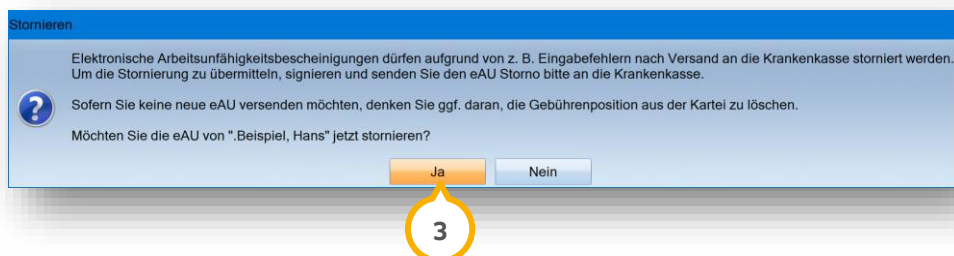 Stornieren
Elektronische Arbeitsunfähigkeitsbescheinigungen dürfen aufgrund von z. B. Eingabefehlern nach Versand an die Krankenkasse storniert werden.
Um die Stornierung zu übermitteln, signieren und senden Sie den eAU Storno bitte an die Krankenkasse.
Sofern Sie keine neue eAU versenden möchten, denken Sie ggf. daran, die Gebührenposition aus der Kartei zu löschen.
Möchten Sie die eAU von ".Beispiel, Hans" jetzt stornieren?
Ja Nein
3